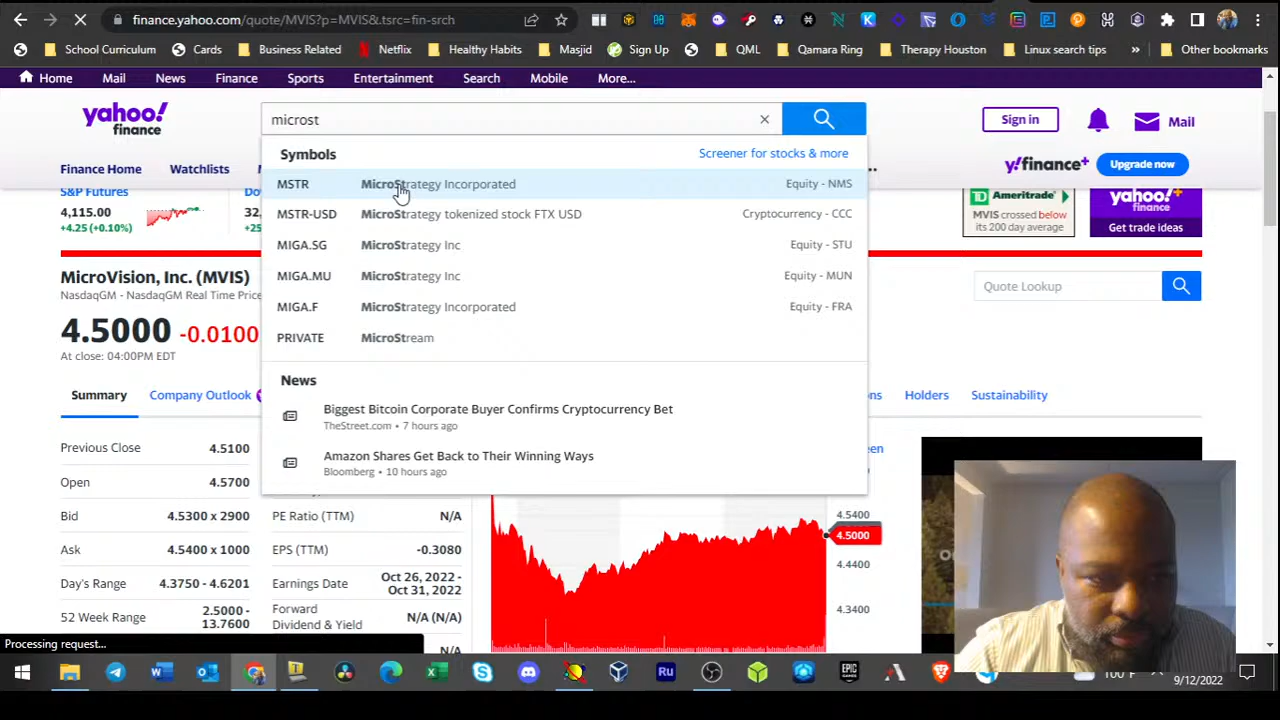 finance.yahoo.com/quote/MVIS?p=MVIS&.tsrc=fin-srch
School Curriculum
Cards
Business Related
Netflix
Healthy Habits
Masjid
Sign Up
QML
Qamara Ring
Therapy Houston
Linux search tips
»
Other bookmarks
Home
Mail
News
Finance
Sports
Entertainment
Search
Mobile
More...
yahoo!
finance
microst
Sign in
Mail
Finance Home
Watchlists
y!finance+
Upgrade now
Symbols
Screener for stocks & more
MSTR MicroStrategy Incorporated Equity - NMS
MSTR-USD MicroStrategy tokenized stock FTX USD Cryptocurrency - CCC
MIGA.SG MicroStrategy Inc Equity - STU
MIGA.MU MicroStrategy Inc Equity - MUN
MIGA.F MicroStrategy Incorporated Equity - FRA
PRIVATE MicroStream
News
Biggest Bitcoin Corporate Buyer Confirms Cryptocurrency Bet
TheStreet.com • 7 hours ago
Amazon Shares Get Back to Their Winning Ways
Bloomberg • 10 hours ago
S&P Futures
4,115.00
+4.25 (+0.10%)
32,
Ameritrade
MVIS crossed below
its 200 day average
yahoo!
finance
Get trade ideas
MicroVision, Inc. (MVIS)
NasdaqGM - NasdaqGM Real Time Price
4.5000 -0.0100
At close: 04:00PM EDT
Quote Lookup
Summary
Company Outlook
Holders
Sustainability
Previous Close 4.5100
Open 4.5700
Bid 4.5300 x 2900
Ask 4.5400 x 1000
Day's Range 4.3750 - 4.6201
52 Week Range 2.5000 -
13.7600
PE Ratio (TTM) N/A
EPS (TTM) -0.3080
Earnings Date Oct 26, 2022 -
Oct 31, 2022
Forward
Dividend & Yield N/A (N/A)
N/A
4.5400
4.5000
4.4400
4.3400
Processing request...
Ru
EPIC
GAMES
9/12/2022